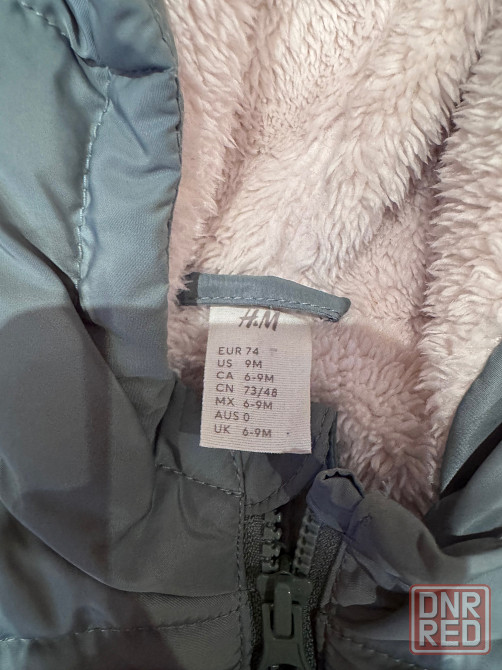 H&M
EUR 74
US 9M
CA 6-9M
CN 73/48
MX 6-9M
AUS 0
UK 6-9M
DNR
RED